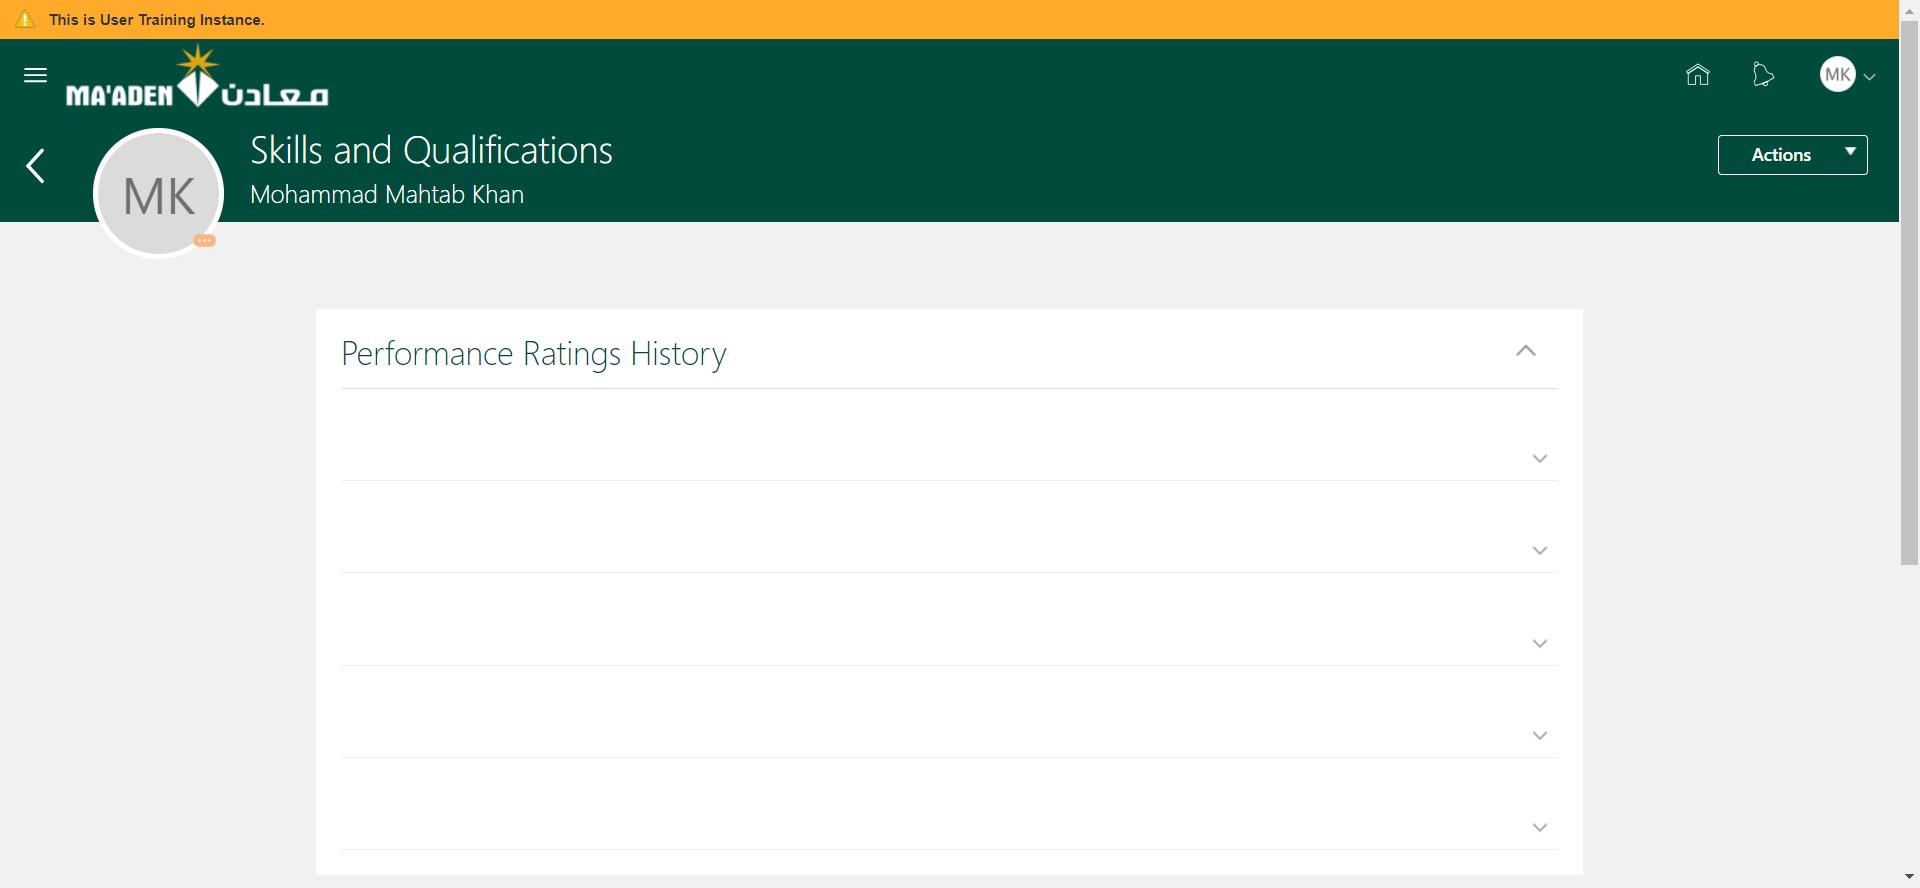 This is User Training Instance.
MA'ADEN معادن
MK
Skills and Qualifications
Actions
MK
Mohammad Mahtab Khan
Performance Ratings History